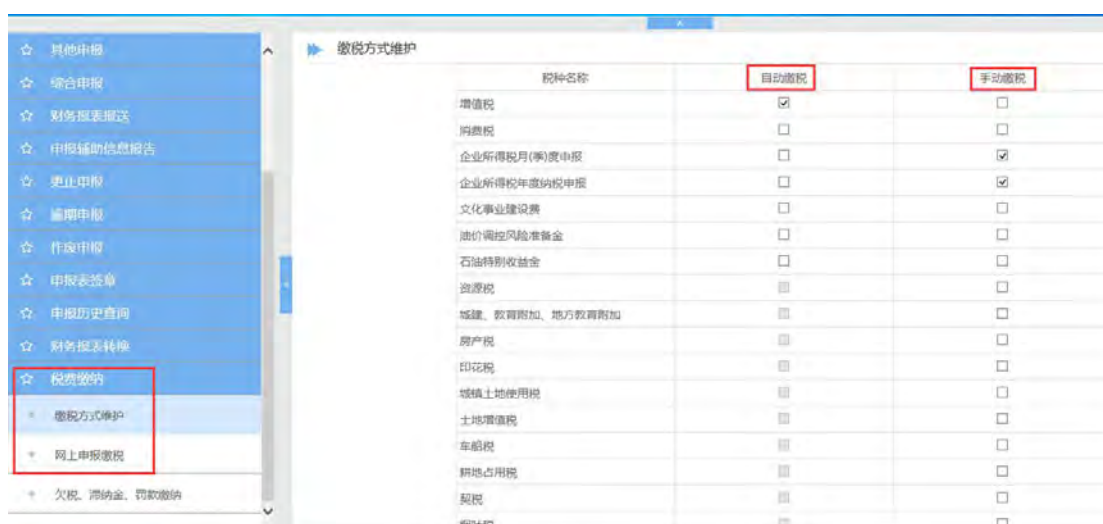 其他申报
综合申报
财务报表报送
申报辅助信息报告
更正申报
逾期申报
作废申报
申报表签章
申报历史查询
财务报表转换
税费缴纳
缴税方式维护
网上申报缴税
欠税、滞纳金、罚款缴纳
缴税方式维护
税种名称 自动缴税 手动缴税
增值税
消费税
企业所得税月(季)度申报
企业所得税年度纳税申报
文化事业建设费
油价调控风险准备金
石油特别收益金
资源税
城建、教育附加、地方教育附加
房产税
印花税
城镇土地使用税
土地增值税
车船税
耕地占用税
契税